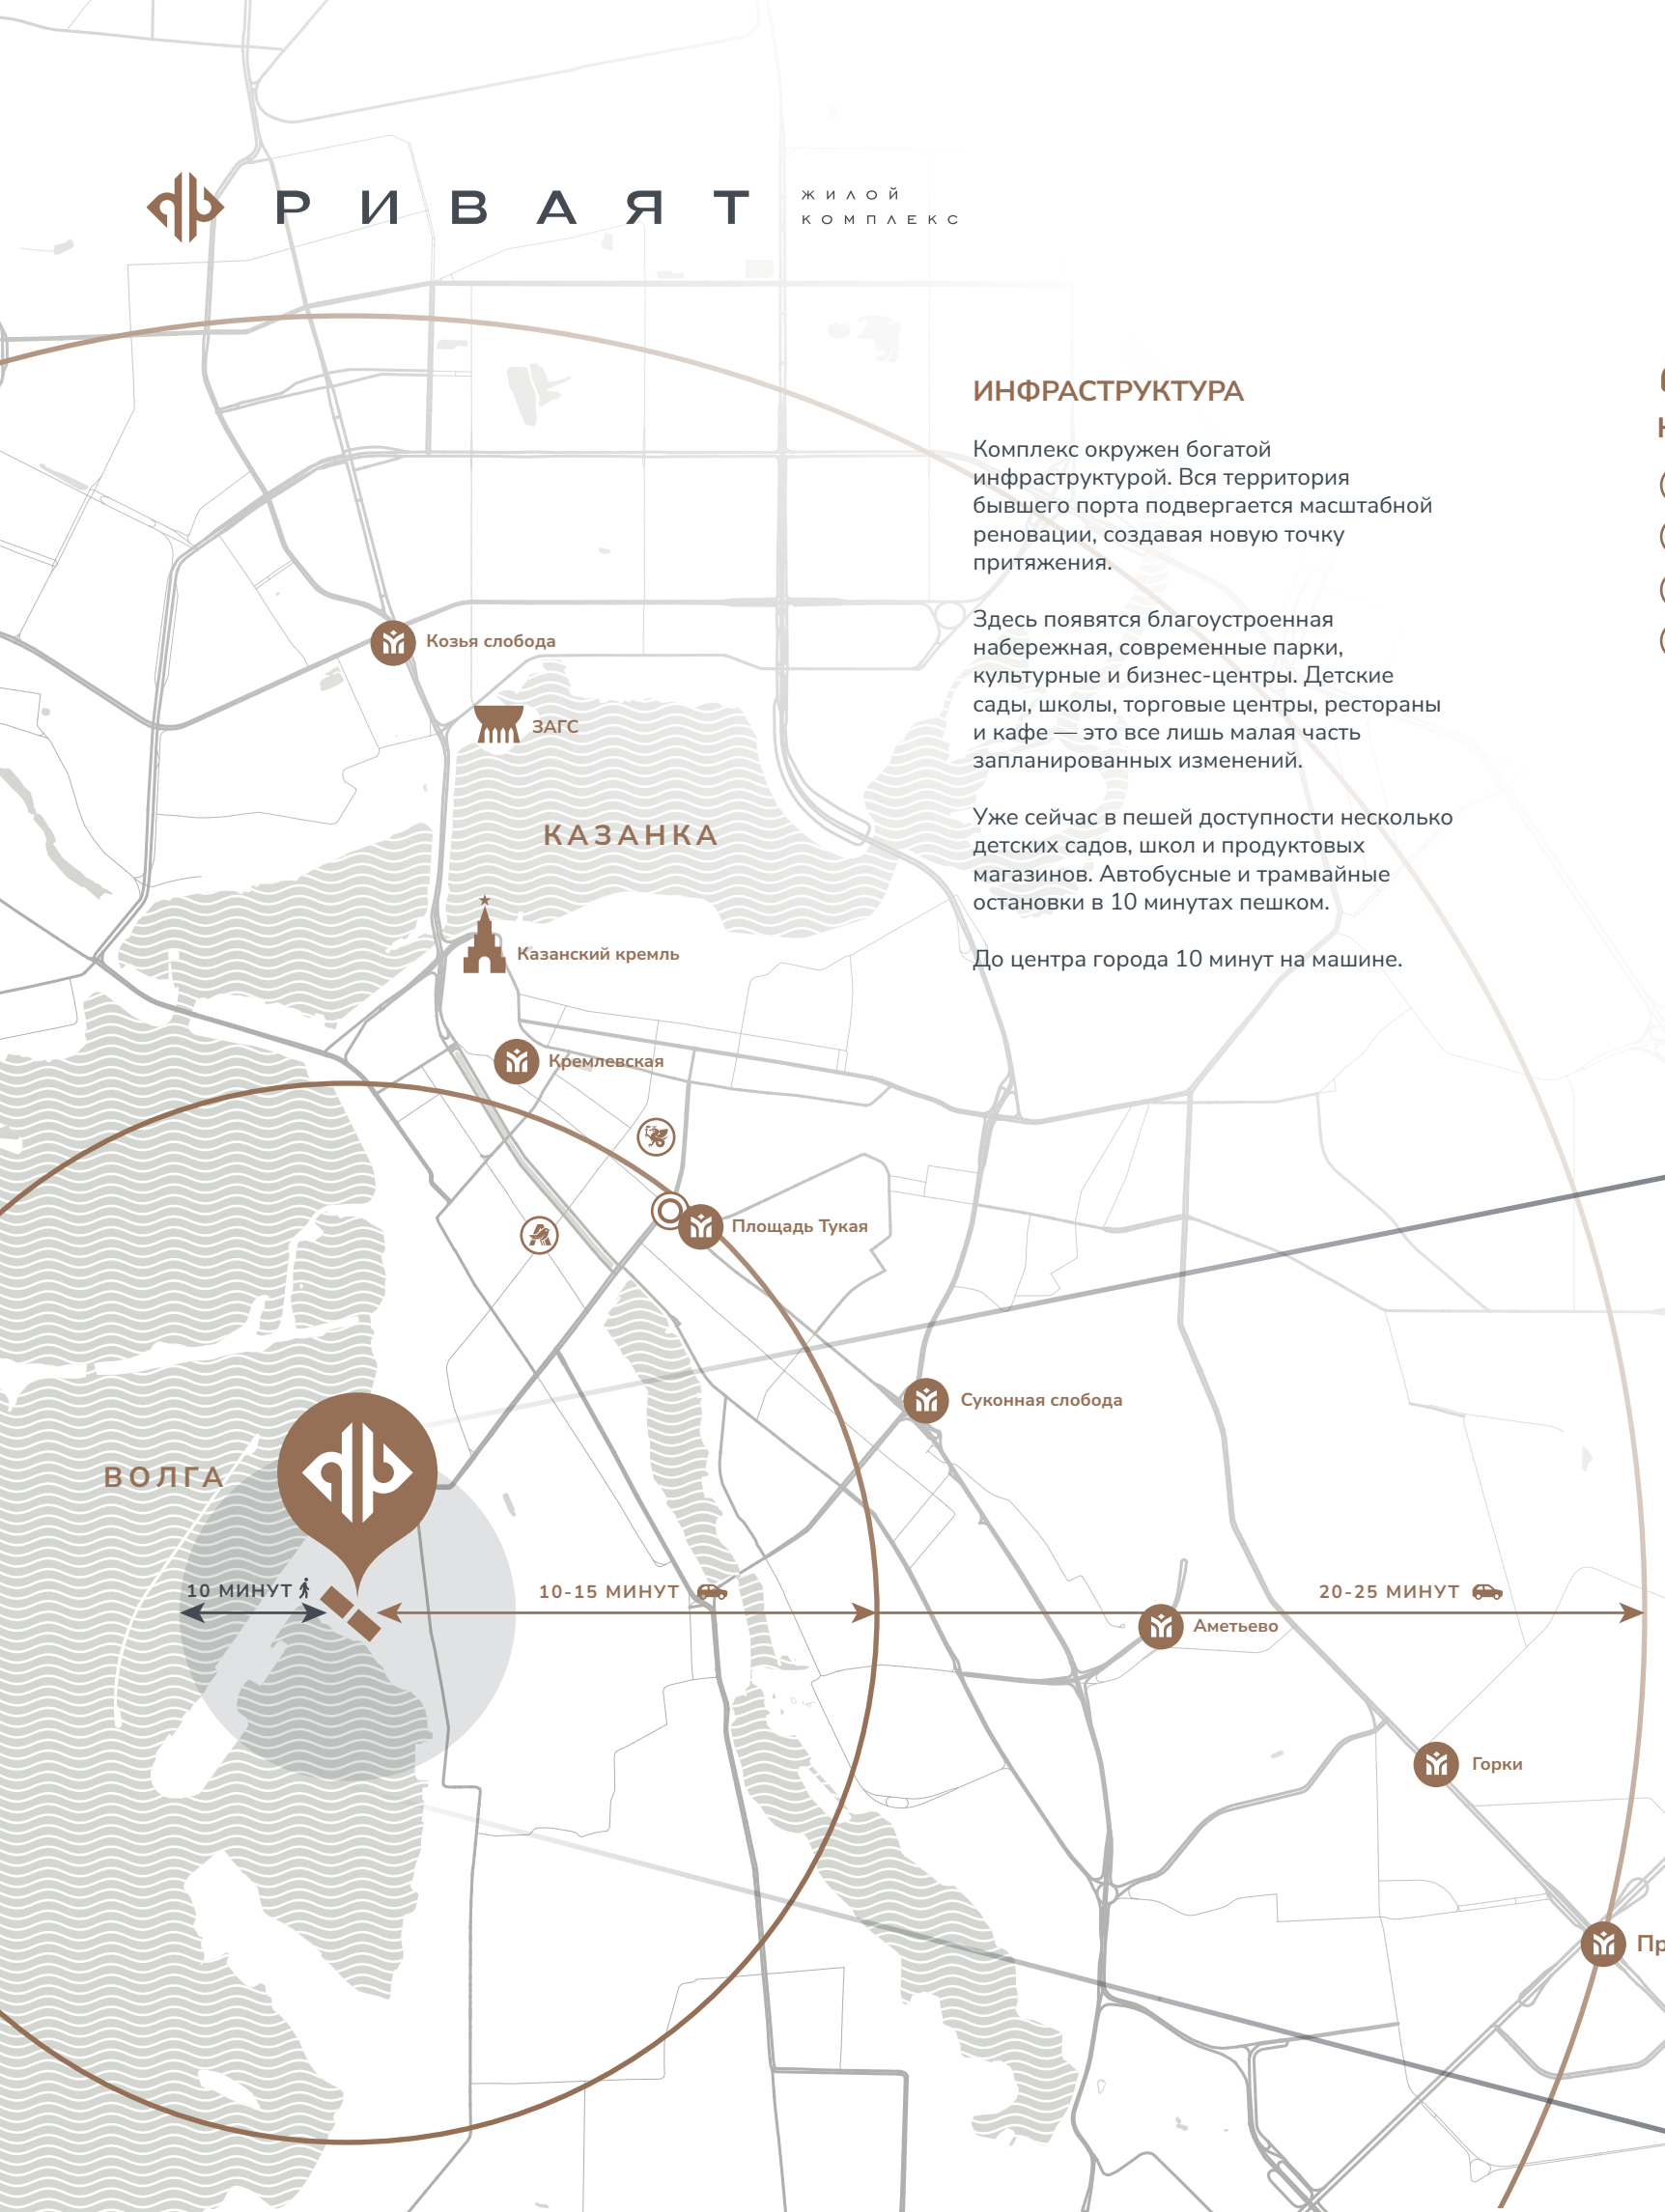 РИВАЯТ
ЖИЛОЙ
КОМПЛЕКС
ИНФРАСТРУКТУРА
Комплекс окружен богатой
инфраструктурой. Вся территория
бывшего порта подвергается масштабной
реновации, создавая новую точку
притяжения.
Здесь появятся благоустроенная
набережная, современные парки,
культурные и бизнес-центры. Детские
сады, школы, торговые центры, рестораны
и кафе — это все лишь малая часть
запланированных изменений.
Уже сейчас в пешей доступности несколько
детских садов, школ и продуктовых
магазинов. Автобусные и трамвайные
остановки в 10 минутах пешком.
До центра города 10 минут на машине.
Козья слобода
ЗАГС
КАЗАНКА
Казанский кремль
Кремлевская
Площадь Тукая
Суконная слобода
ВОЛГА
10 МИНУТ
10-15 МИНУТ
20-25 МИНУТ
Аметьево
Горки